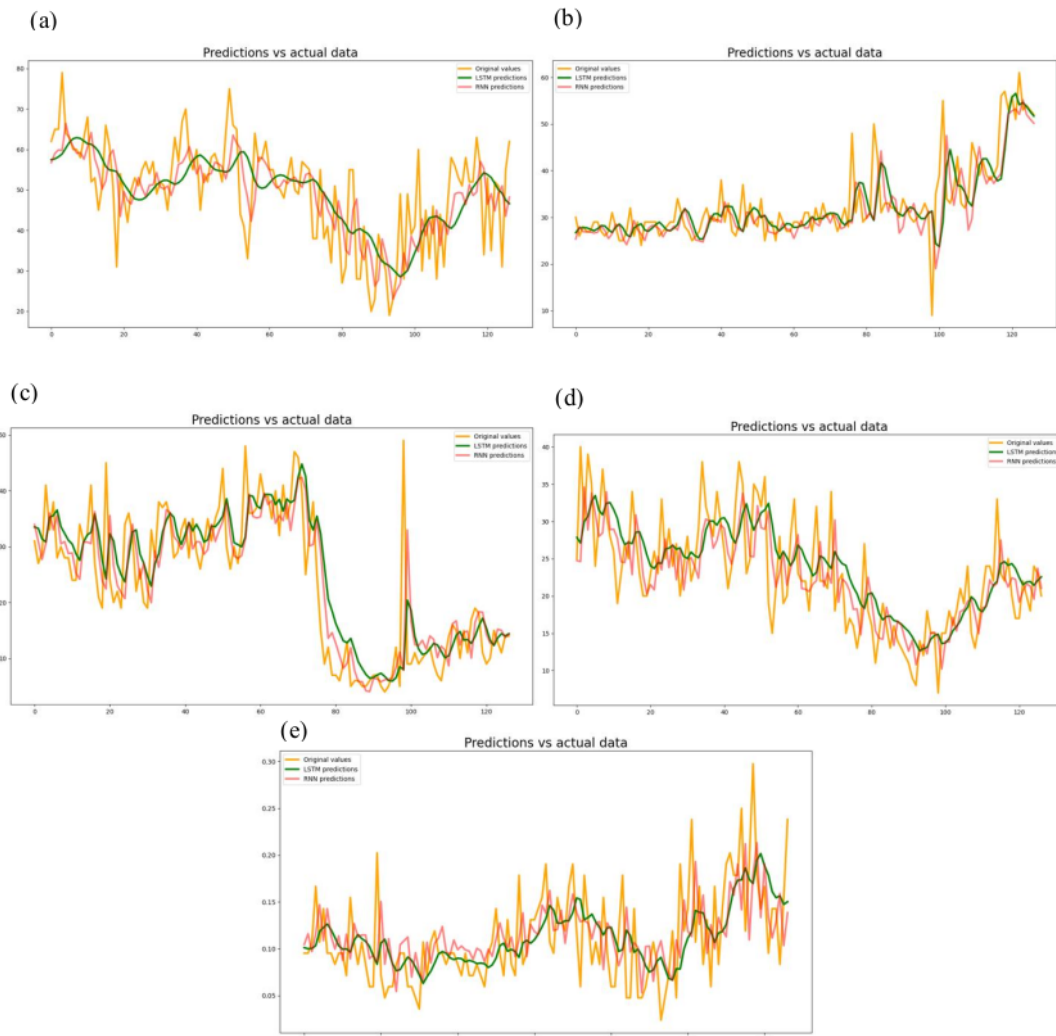 (a)
Predictions vs actual data
Original values
LSTM predictions
RNN predictions
80
70
60
50
40
30
20
0 20 40 60 80 100 120
(b)
Predictions vs actual data
Original values
LSTM predictions
RNN predictions
60
50
40
30
20
10
0 20 40 60 80 100 120
(c)
Predictions vs actual data
Original values
LSTM predictions
RNN predictions
50
40
30
20
10
0 20 40 60 80 100 120
(d)
Predictions vs actual data
Original values
LSTM predictions
RNN predictions
40
35
30
25
20
15
10
0 20 40 60 80 100 120
(e)
Predictions vs actual data
Original values
LSTM predictions
RNN predictions
0.30
0.25
0.20
0.15
0.10
0.05